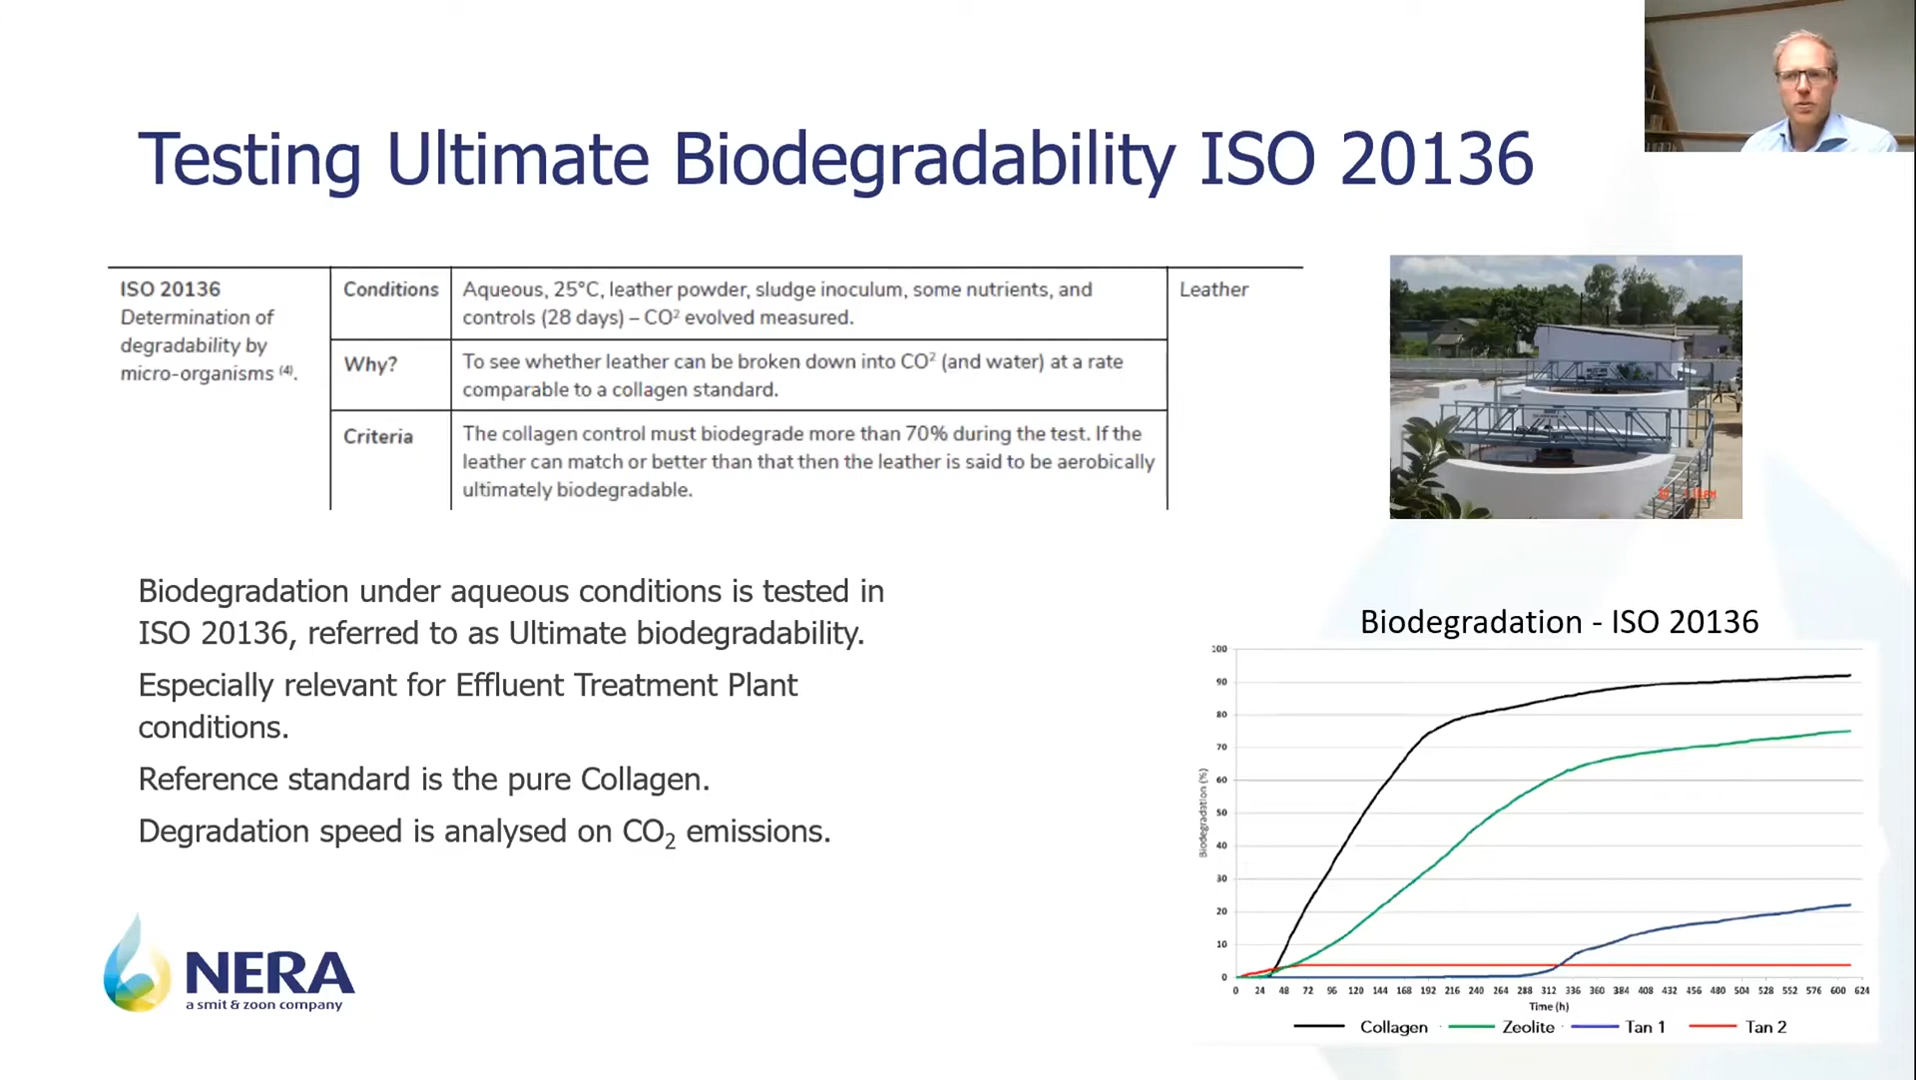 Testing Ultimate Biodegradability ISO 20136
ISO 20136
Determination of
degradability by
micro-organisms (4).
Conditions
Aqueous, 25°C, leather powder, sludge inoculum, some nutrients, and
controls (28 days) – CO² evolved measured.
Leather
Why?
To see whether leather can be broken down into CO² (and water) at a rate
comparable to a collagen standard.
Criteria
The collagen control must biodegrade more than 70% during the test. If the
leather can match or better than that then the leather is said to be aerobically
ultimately biodegradable.
Biodegradation under aqueous conditions is tested in
ISO 20136, referred to as Ultimate biodegradability.
Especially relevant for Effluent Treatment Plant
conditions.
Reference standard is the pure Collagen.
Degradation speed is analysed on CO₂ emissions.
NERA
a smit & zoon company
Biodegradation - ISO 20136
Biodegradation (%)
100
90
80
70
60
50
40
30
20
10
0
0 24 48 72 96 120 144 168 192 216 240 264 288 312 336 360 384 408 432 456 480 504 528 552 576 600 624
Time (h)
Collagen Zeolite Tan 1 Tan 2